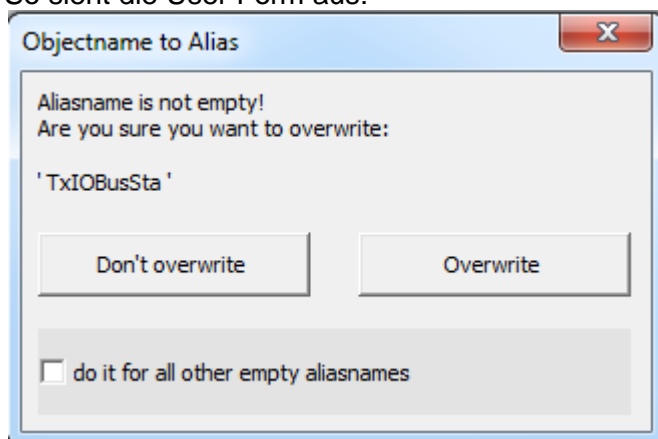 So sieht die User Form aus:
Objectname to Alias
Aliasname is not empty!
Are you sure you want to overwrite:
' TxIOBusSta '
Don't overwrite
Overwrite
do it for all other empty aliasnames